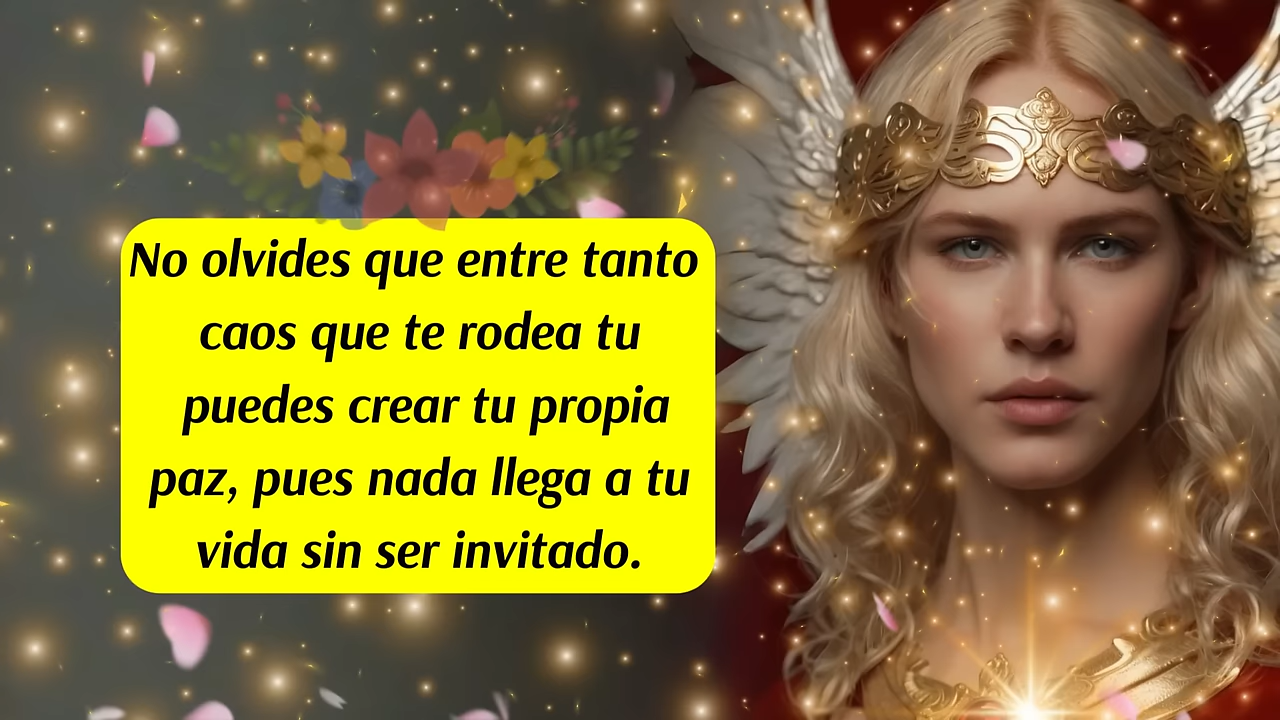 No olvides que entre tanto
caos que te rodea tu
puedes crear tu propia
paz, pues nada llega a tu
vida sin ser invitado.